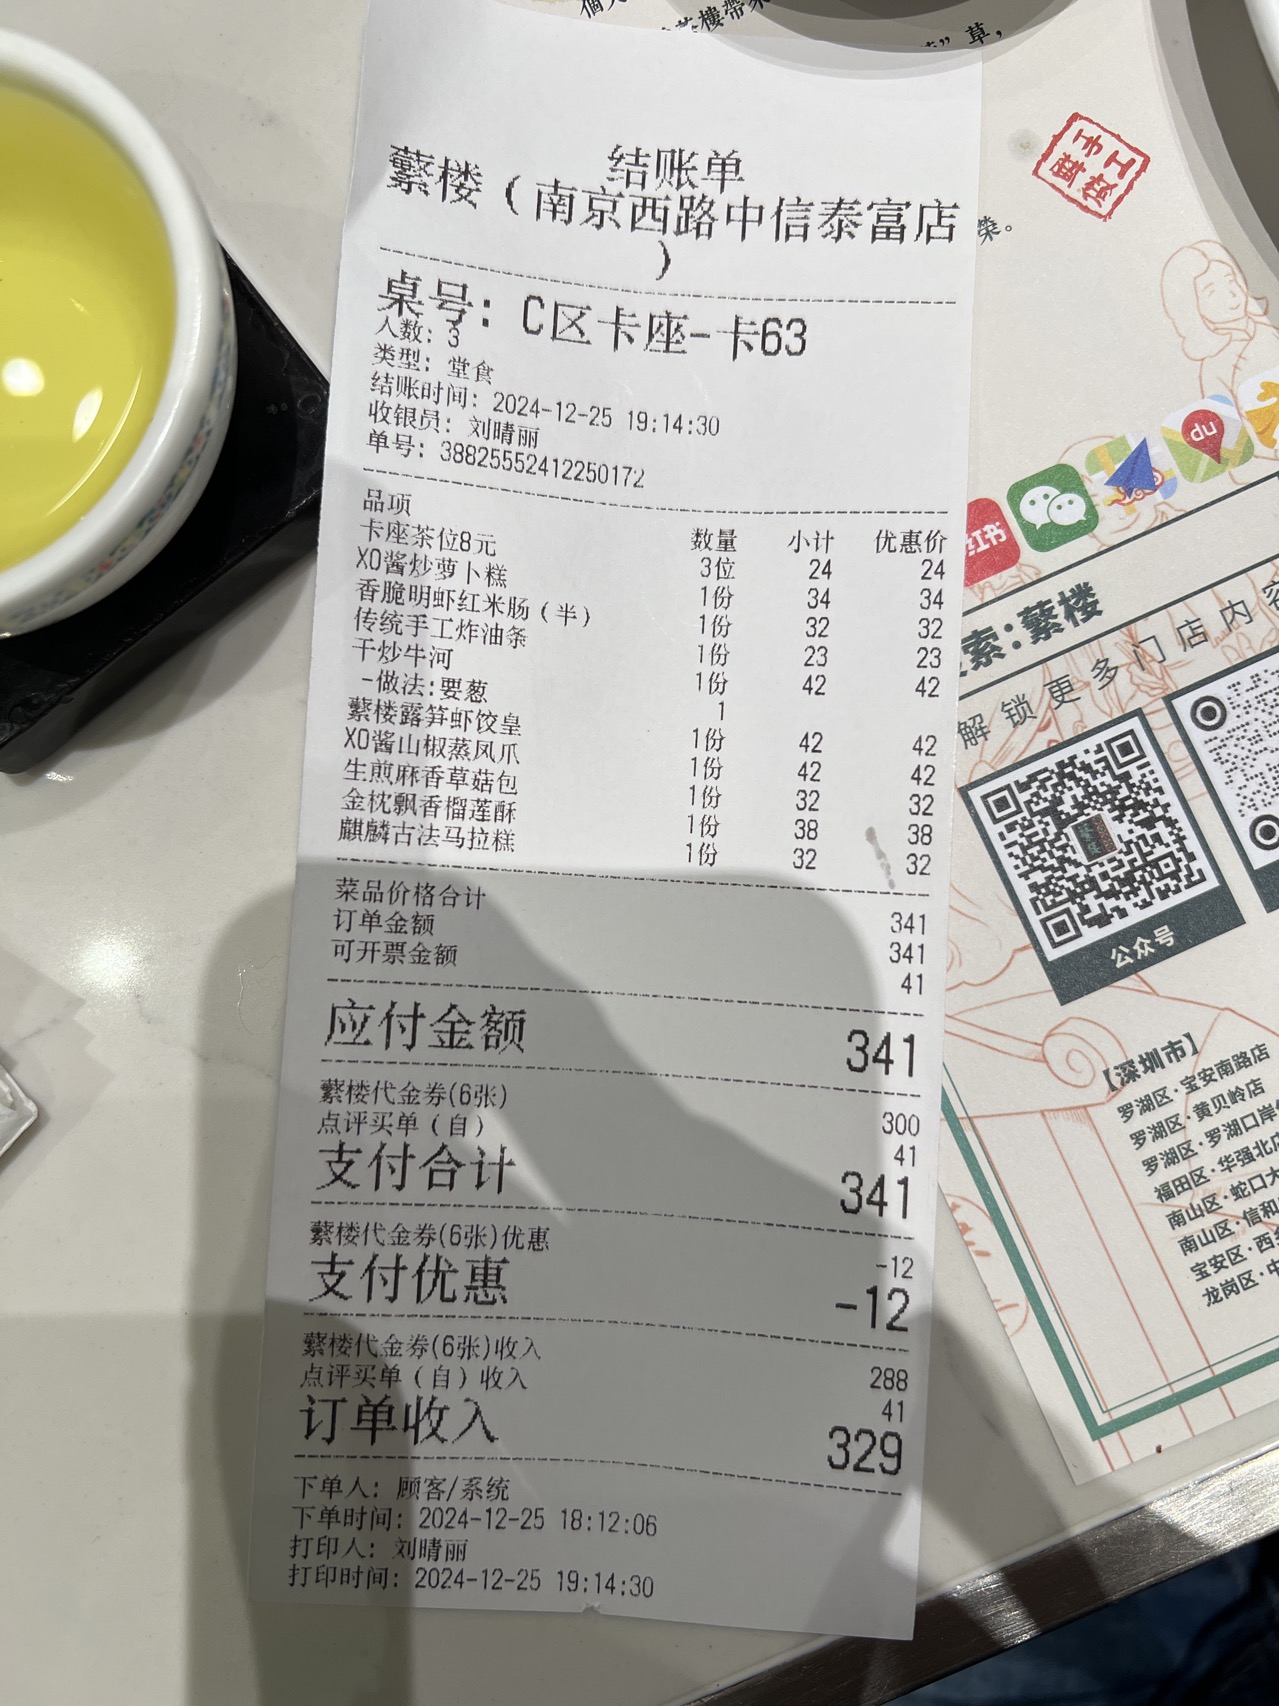 结账单
蘩楼（南京西路中信泰富店
）
桌号：C区卡座-卡63
人数：3
类型：堂食
结账时间：2024-12-25 19:14:30
收银员：刘晴丽
单号：38825552412250172
品项 数量 小计 优惠价
卡座茶位8元 3位 24 24
XO酱炒萝卜糕 1份 34 34
香脆明虾红米肠（半） 1份 32 32
传统手工炸油条 1份 23 23
干炒牛河 1份 42 42
-做法:要葱 1
蘩楼露笋虾饺皇 1份 42 42
XO酱山椒蒸凤爪 1份 42 42
生煎麻香草菇包 1份 32 32
金枕飘香榴莲酥 1份 38 38
麒麟古法马拉糕 1份 32 32
菜品价格合计 341
订单金额 341
可开票金额 41
应付金额 341
蘩楼代金券(6张) 300
点评买单（自） 41
支付合计 341
蘩楼代金券(6张)优惠 -12
支付优惠 -12
蘩楼代金券(6张)收入 288
点评买单（自）收入 41
订单收入 329
下单人：顾客/系统
下单时间：2024-12-25 18:12:06
打印人：刘晴丽
打印时间：2024-12-25 19:14:30
茶樓帶
草，
手工
红书
du
索:蘩楼
解锁更多门店内容
公众号
【深圳市】
罗湖区·宝安南路店
罗湖区·黄贝岭店
罗湖区·罗湖口岸
福田区·华强北店
南山区·蛇口
南山区·信和
宝安区·西
龙岗区·中